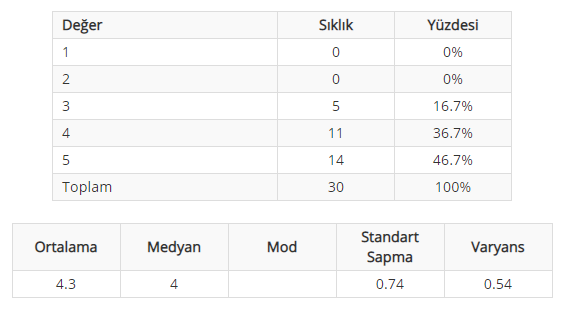 Değer Sıklık Yüzdesi
1 0 0%
2 0 0%
3 5 16.7%
4 11 36.7%
5 14 46.7%
Toplam 30 100%
Ortalama Medyan Mod Standart Sapma Varyans
4.3 4 0.74 0.54